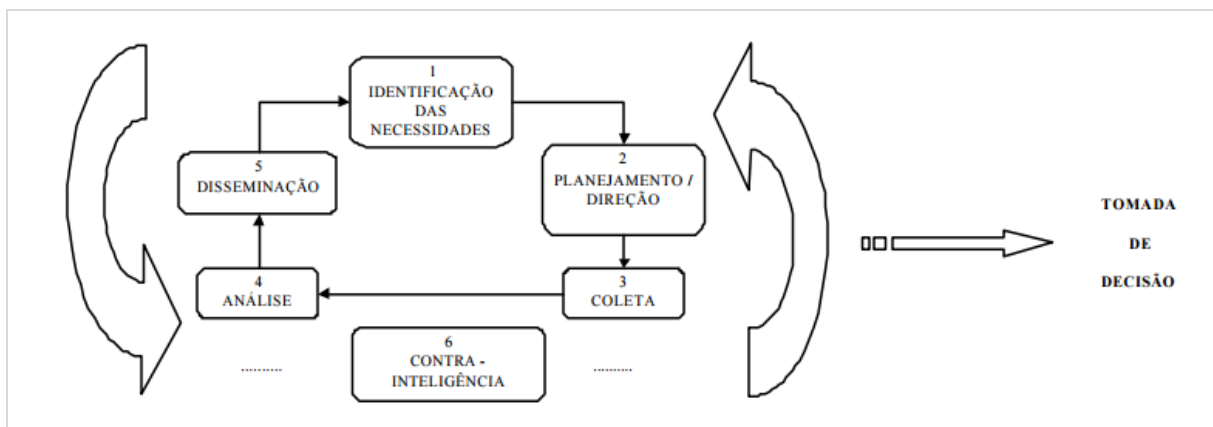 1
IDENTIFICAÇÃO
DAS
NECESSIDADES
2
PLANEJAMENTO /
DIREÇÃO
3
COLETA
4
ANÁLISE
5
DISSEMINAÇÃO
6
CONTRA -
INTELIGÊNCIA
..........
..........
TOMADA
DE
DECISÃO